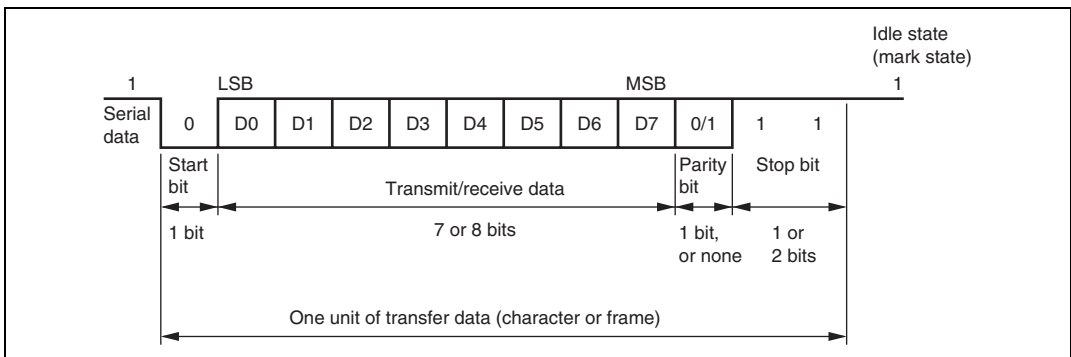 Idle state
(mark state)
1 LSB MSB 1
Serial
data
0 D0 D1 D2 D3 D4 D5 D6 D7 0/1 1 1
Start
bit
Transmit/receive data
Parity
bit
Stop bit
1 bit
7 or 8 bits
1 bit,
or none
1 or
2 bits
One unit of transfer data (character or frame)